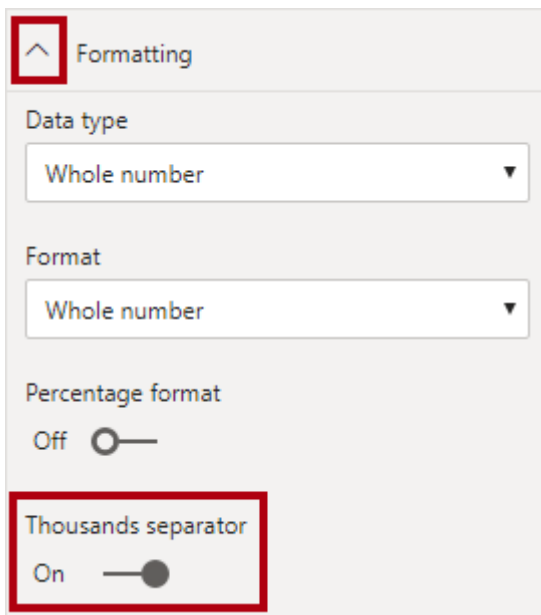 Formatting
Data type
Whole number
Format
Whole number
Percentage format
Off
Thousands separator
On